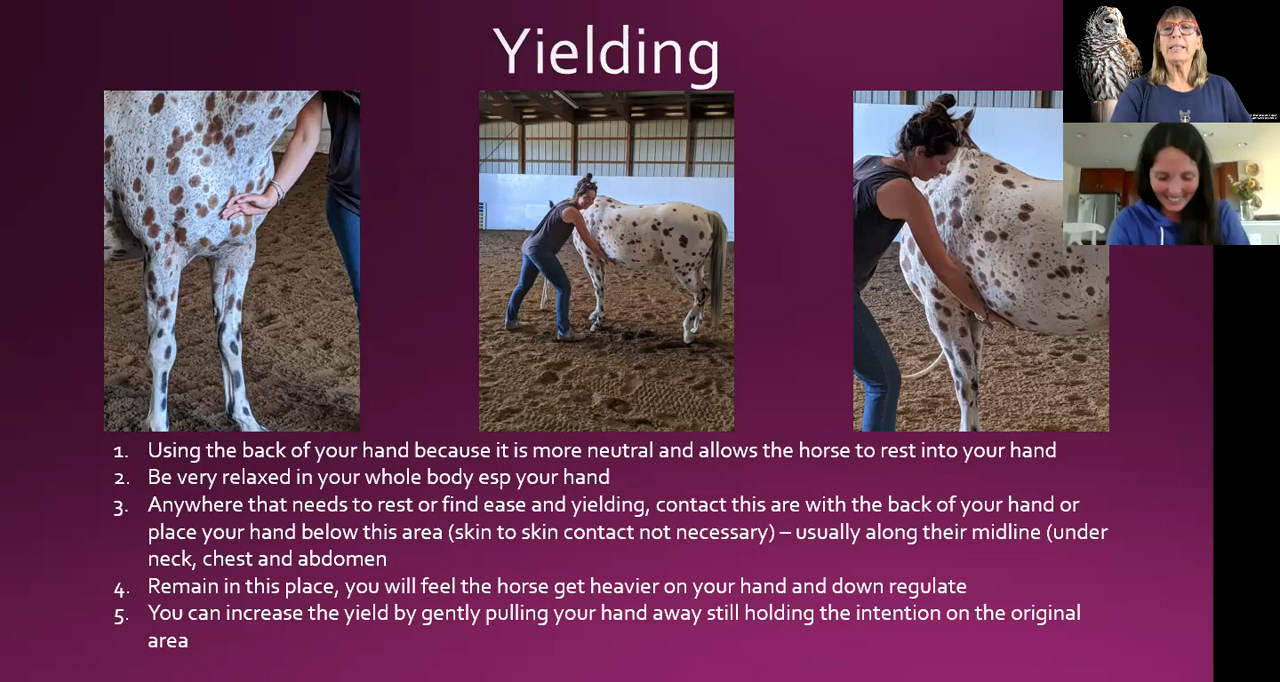 Yielding
1. Using the back of your hand because it is more neutral and allows the horse to rest into your hand
2. Be very relaxed in your whole body esp your hand
3. Anywhere that needs to rest or find ease and yielding, contact this are with the back of your hand or
place your hand below this area (skin to skin contact not necessary) – usually along their midline (under
neck, chest and abdomen
4. Remain in this place, you will feel the horse get heavier on your hand and down regulate
5. You can increase the yield by gently pulling your hand away still holding the intention on the original
area